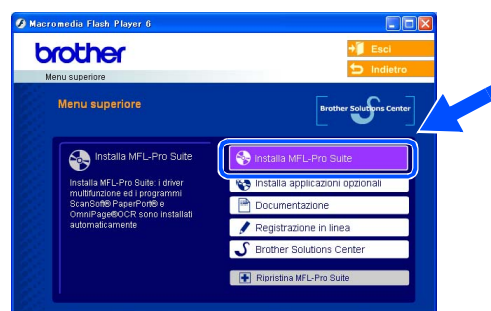 Macromedia Flash Player 6
brother
Esci
Menu superiore
Indietro
Menu superiore
Brother Solutions Center
Installa MFL-Pro Suite
Installa MFL-Pro Suite: i driver
multifunzione ed i programmi
ScanSoft® PaperPort® e
OmniPage®OCR sono installati
automaticamente
Installa MFL-Pro Suite
Installa applicazioni opzionali
Documentazione
Registrazione in linea
Brother Solutions Center
Ripristina MFL-Pro Suite